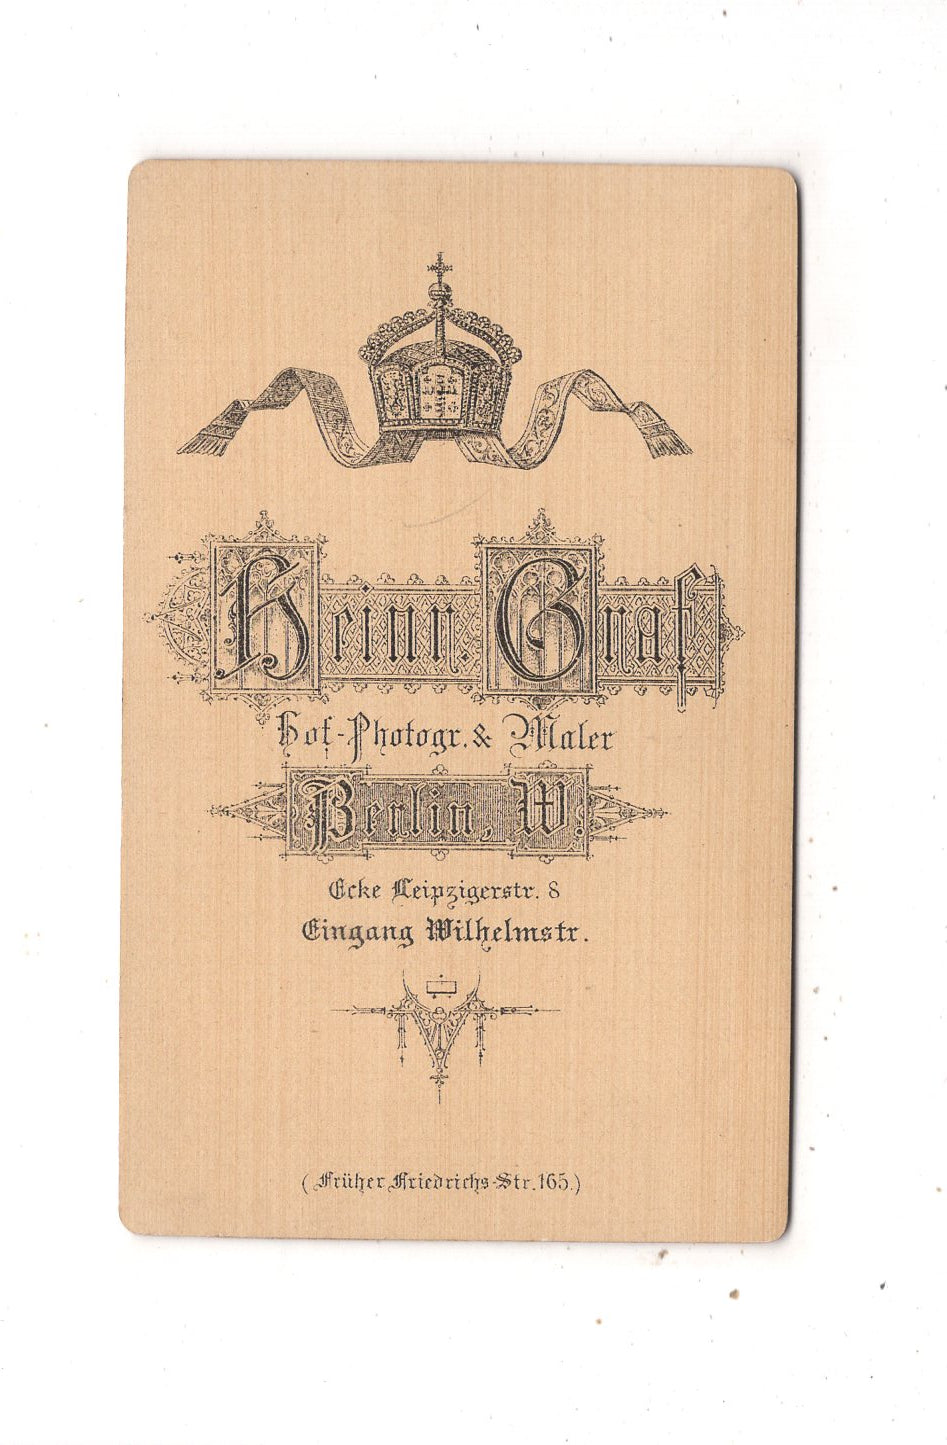 Heinr. Graf
Hof-Photogr. & Maler
Berlin, W.
Ecke Leipzigerstr. 8
Eingang Wilhelmstr.
(Früher Friedrichs-Str. 165.)